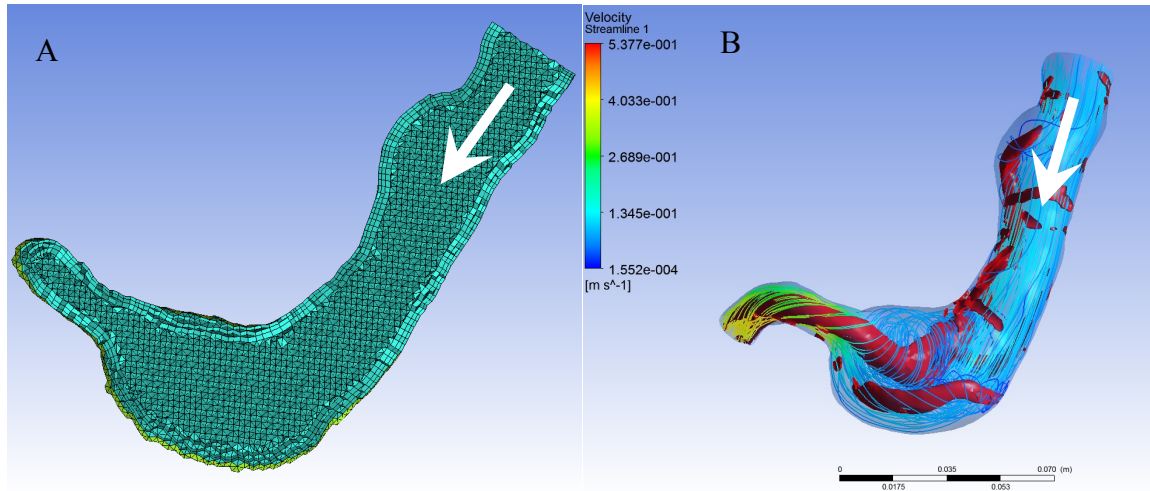 A
Velocity
Streamline 1
5.377e-001
4.033e-001
2.689e-001
1.345e-001
1.552e-004
[m s^-1]
B
0 0.035 0.070 (m)
0.0175 0.053